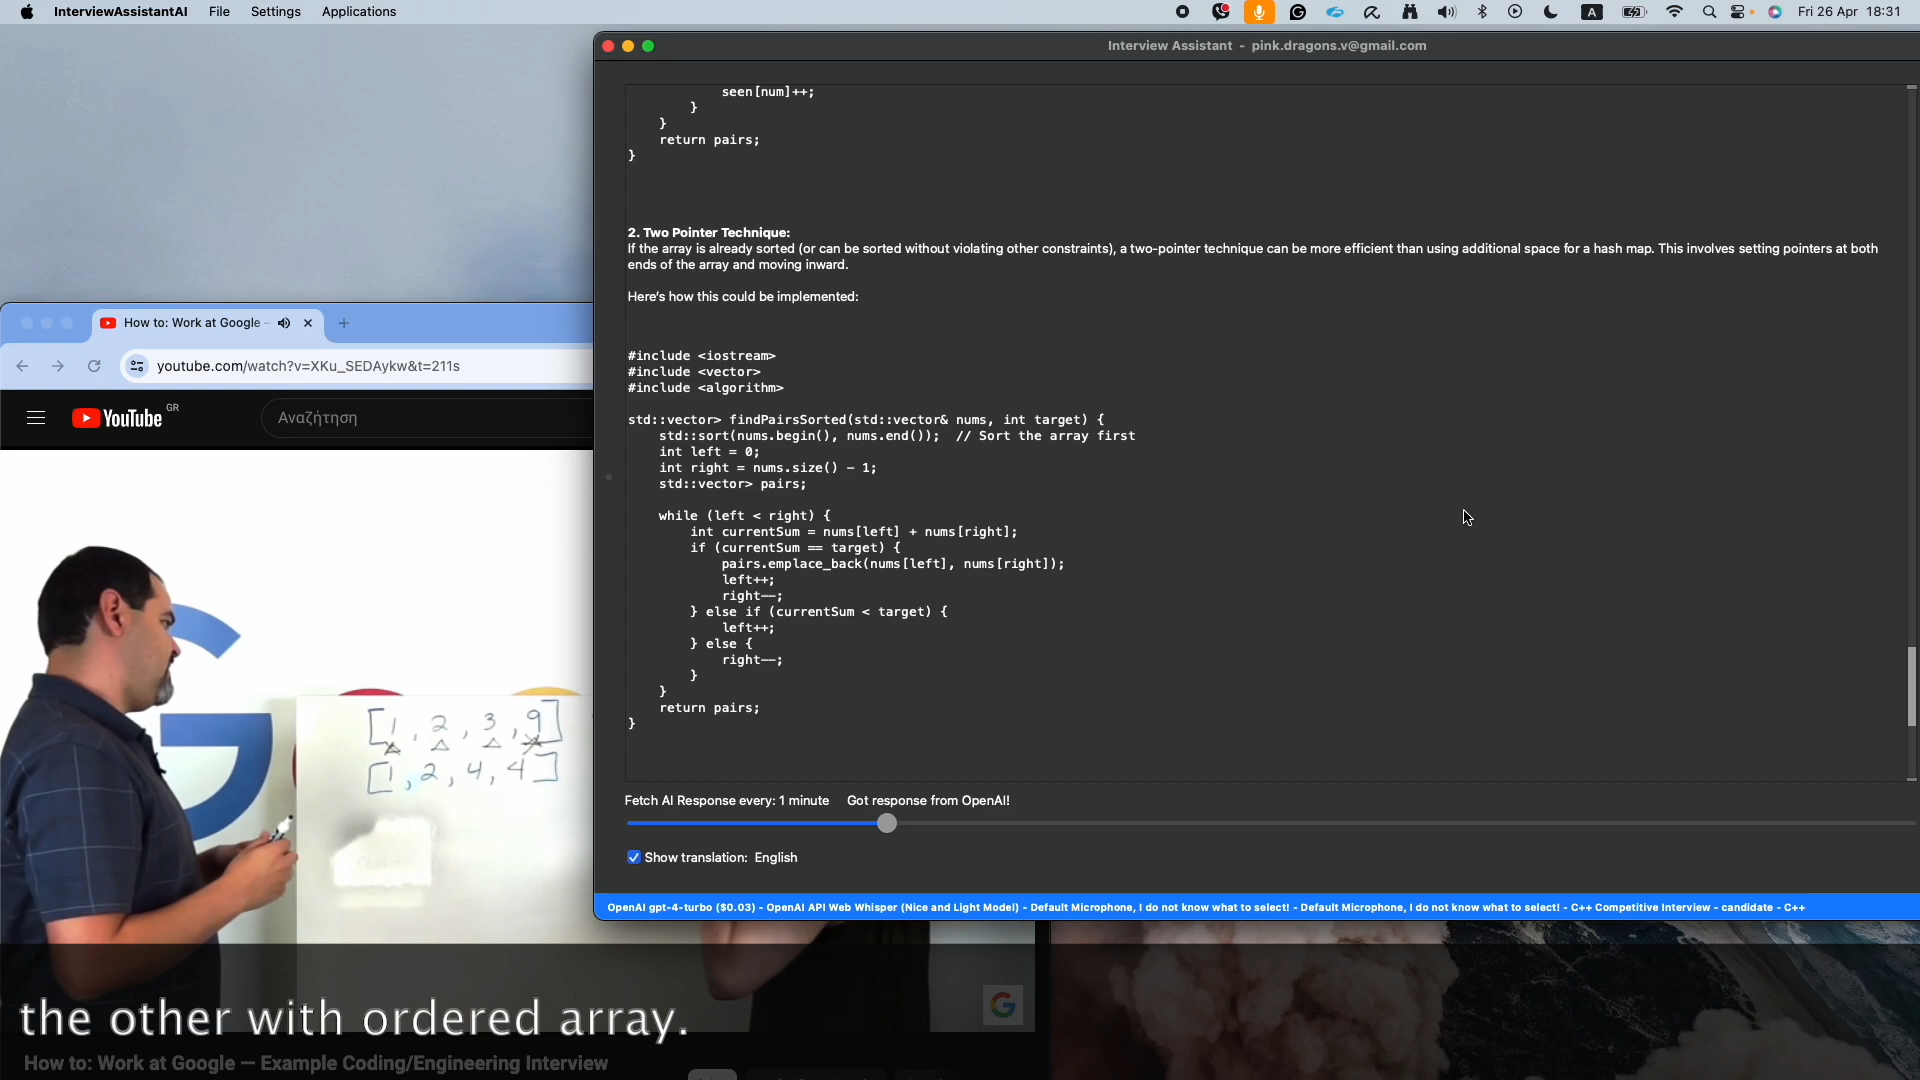 InterviewAssistantAI File Settings Applications
A
Fri 26 Apr 18:31
Interview Assistant - pink.dragons.v@gmail.com
seen[num]++;
}
}
return pairs;
}
2. Two Pointer Technique:
If the array is already sorted (or can be sorted without violating other constraints), a two-pointer technique can be more efficient than using additional space for a hash map. This involves setting pointers at both
ends of the array and moving inward.
Here's how this could be implemented:
#include <iostream>
#include <vector>
#include <algorithm>
std::vector> findPairsSorted(std::vector& nums, int target) {
std::sort(nums.begin(), nums.end()); // Sort the array first
int left = 0;
int right = nums.size() - 1;
std::vector> pairs;
while (left < right) {
int currentSum = nums[left] + nums[right];
if (currentSum == target) {
pairs.emplace_back(nums[left], nums[right]);
left++;
right--;
} else if (currentSum < target) {
left++;
} else {
right--;
}
}
return pairs;
}
Fetch AI Response every: 1 minute Got response from OpenAI!
Show translation: English
OpenAI gpt-4-turbo ($0.03) - OpenAI API Web Whisper (Nice and Light Model) - Default Microphone, I do not know what to select! - Default Microphone, I do not know what to select! - C++ Competitive Interview - candidate - C++
How to: Work at Google -
youtube.com/watch?v=XKu_SEDAykw&t=211s
YouTube GR
Αναζήτηση
[1, 2, 3, 9]
[1, 2, 4, 4]
G
the other with ordered array.
How to: Work at Google — Example Coding/Engineering Interview